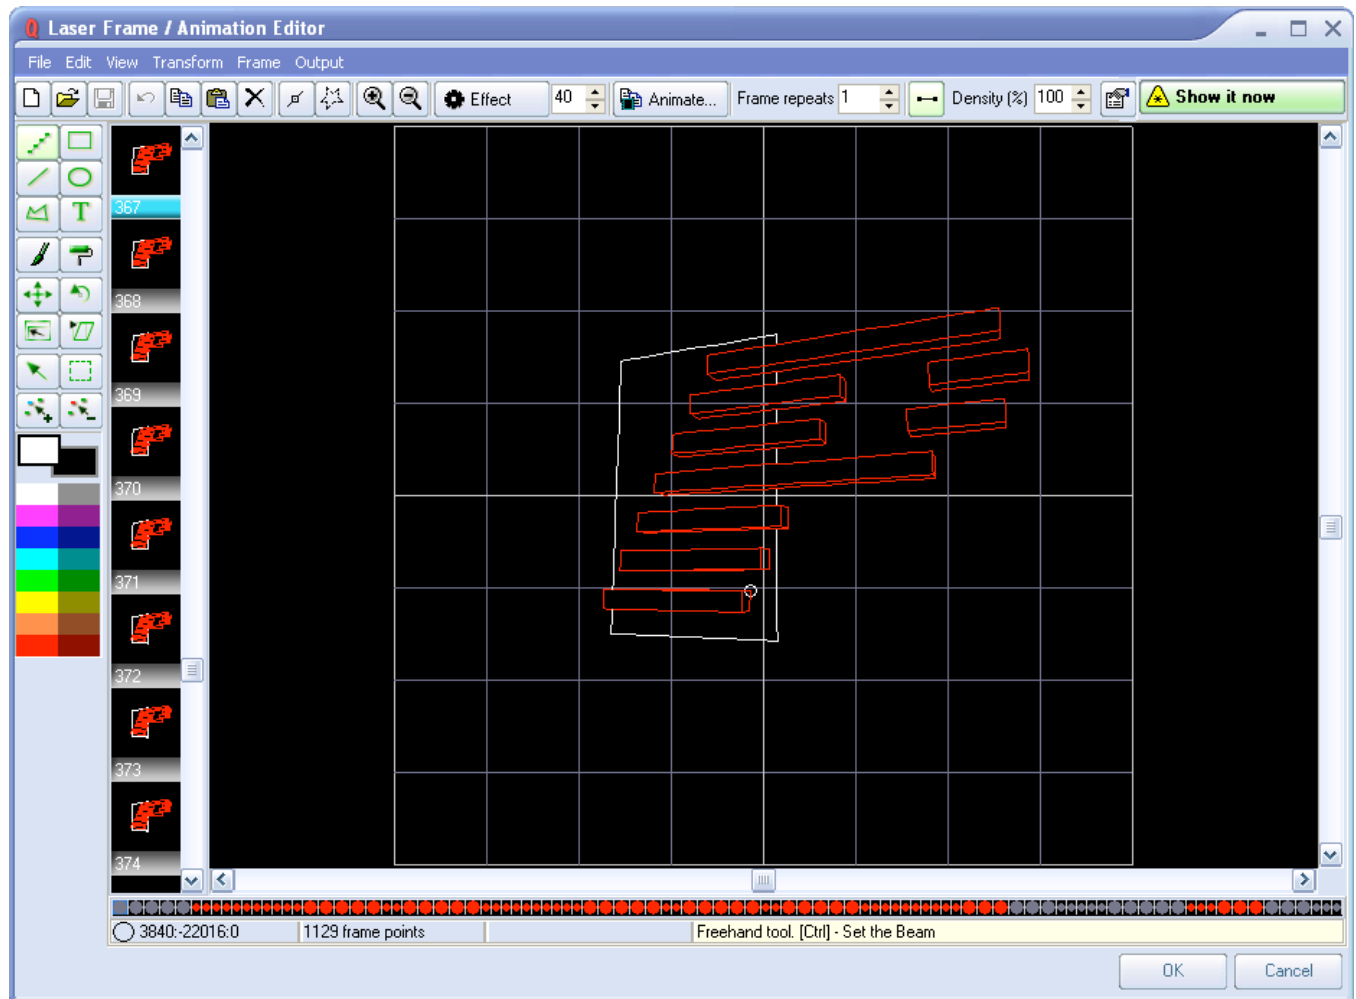 Laser Frame / Animation Editor
File Edit View Transform Frame Output
Effect 40 Animate... Frame repeats 1 Density (%) 100 Show it now
T
367
368
369
370
371
372
373
374
3840:-22016:0 1129 frame points Freehand tool. [Ctrl] - Set the Beam
OK Cancel